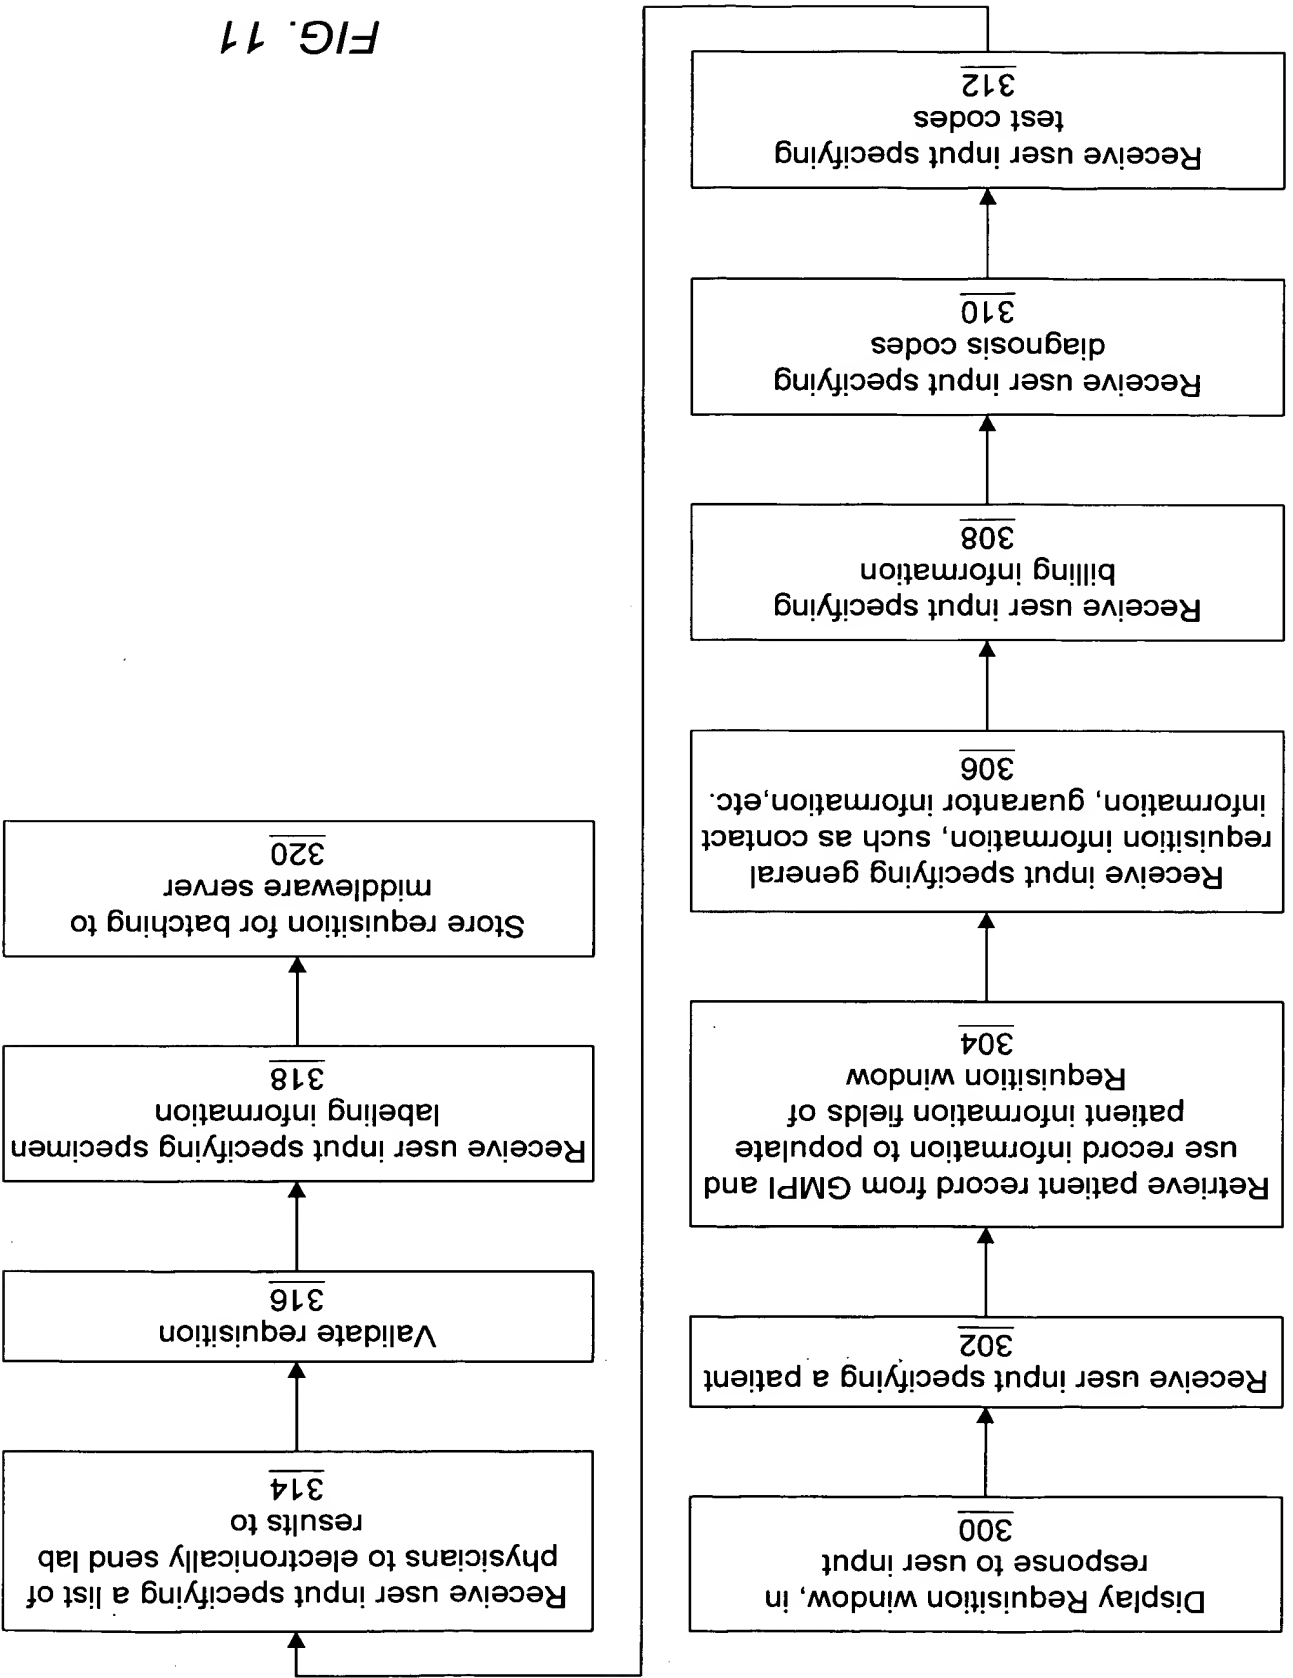 Display Requisition window, in
response to user input
300
Receive user input specifying a patient
302
Retrieve patient record from GMPI and
use record information to populate
patient information fields of
Requisition window
304
Receive input specifying general
requisition information, such as contact
information, guarantor information,etc.
306
Receive user input specifying
billing information
308
Receive user input specifying
diagnosis codes
310
Receive user input specifying
test codes
312
Receive user input specifying a list of
physicians to electronically send lab
results to
314
Validate requisition
316
Receive user input specifying specimen
labeling information
318
Store requisition for batching to
middleware server
320
FIG. 11